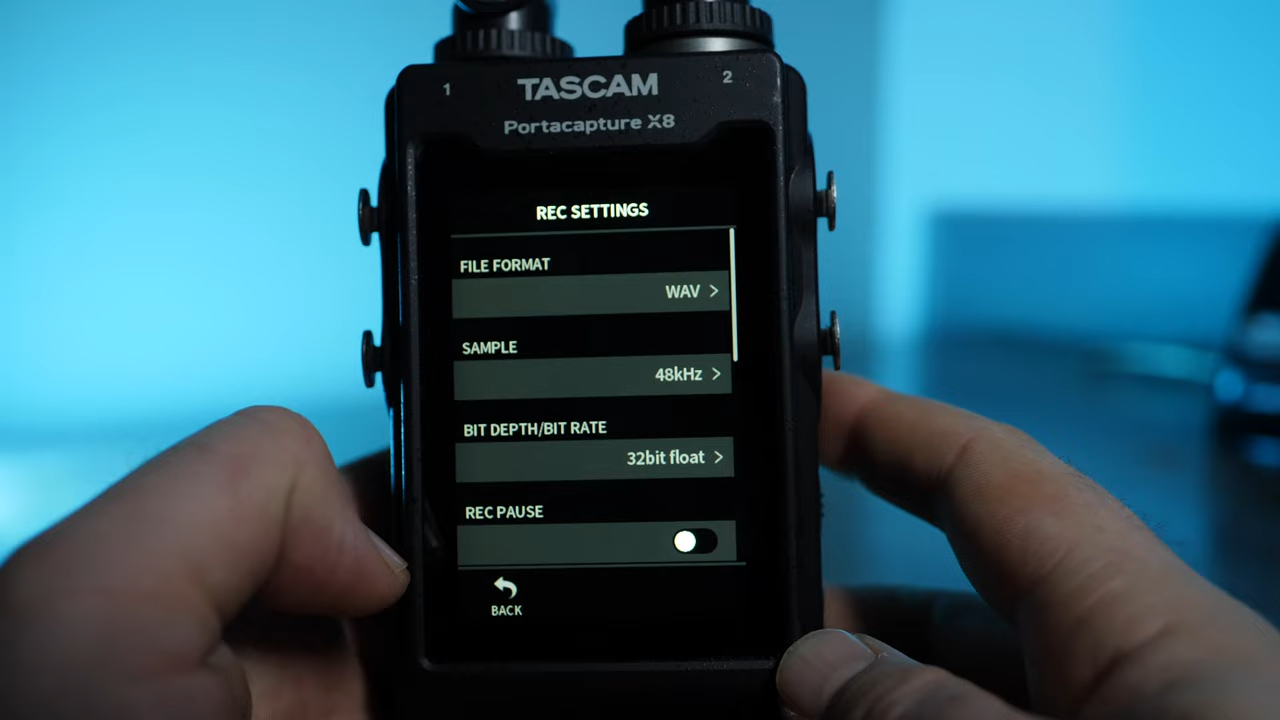 1 TASCAM 2
Portacapture X8
REC SETTINGS
FILE FORMAT
WAV >
SAMPLE
48kHz >
BIT DEPTH/BIT RATE
32bit float >
REC PAUSE
BACK